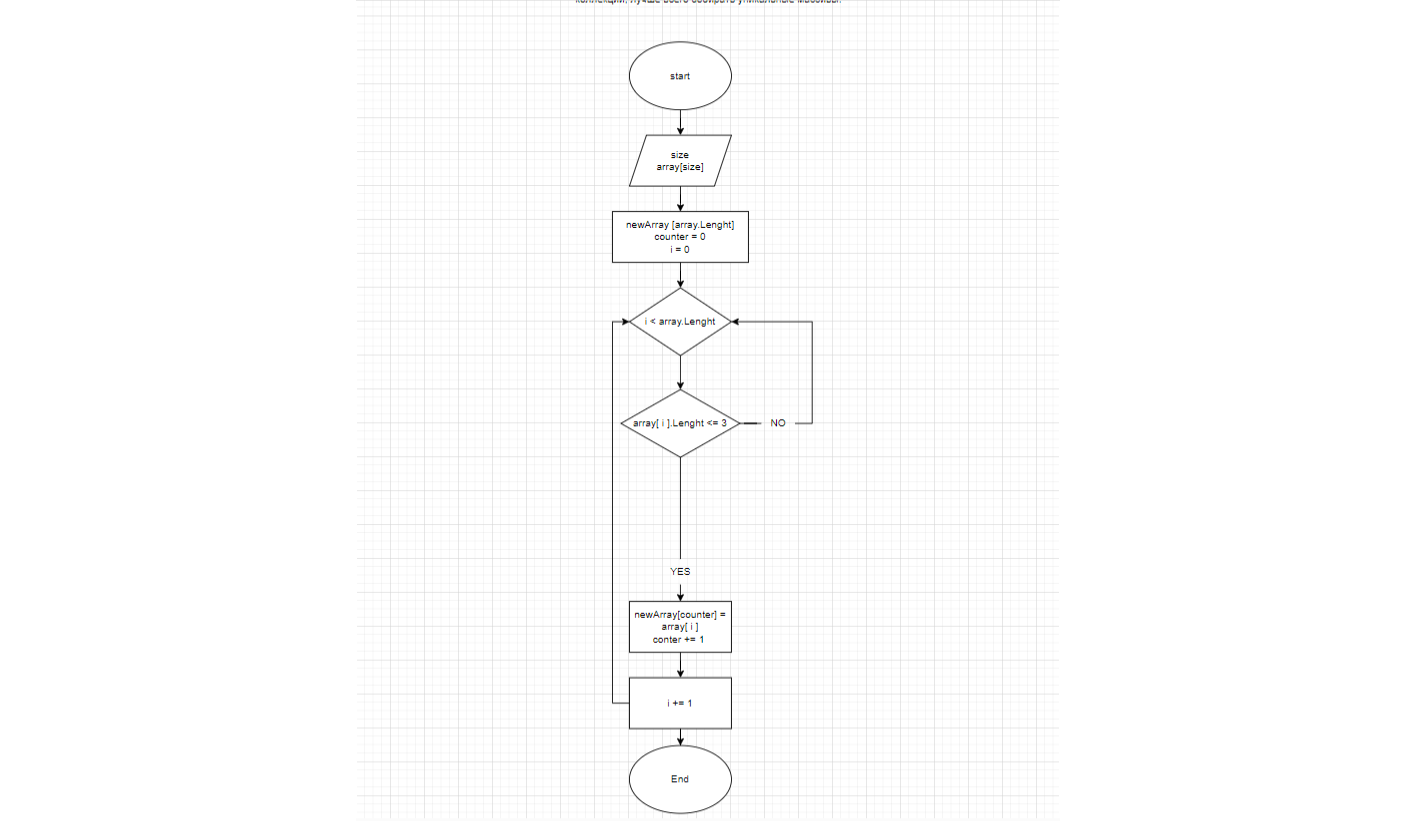 start
size
array[size]
newArray [array.Lenght]
counter = 0
i = 0
i < array.Lenght
array[ i ].Lenght <= 3
NO
YES
newArray[counter] =
array[ i ]
conter += 1
i += 1
End